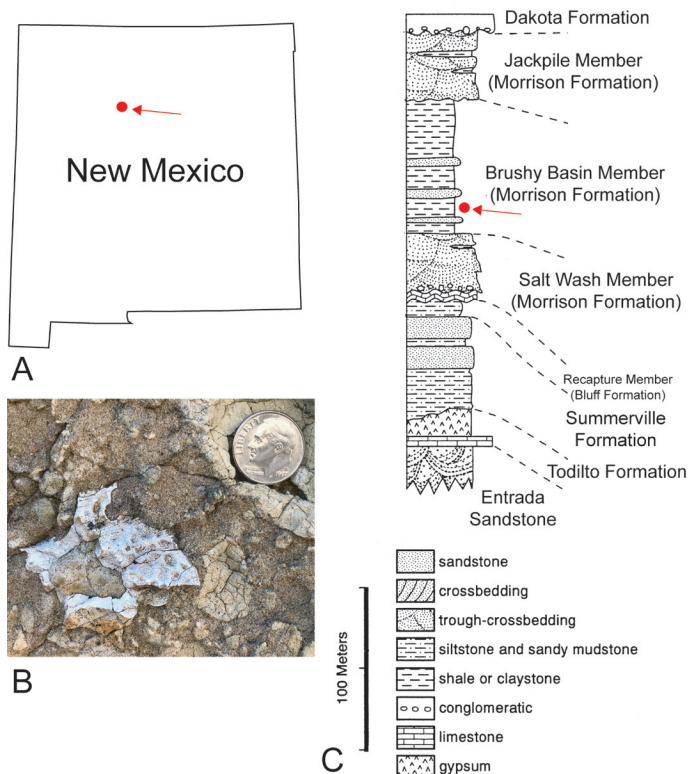 New Mexico
A
LIBERTY
B
Dakota Formation
Jackpile Member
(Morrison Formation)
Brushy Basin Member
(Morrison Formation)
Salt Wash Member
(Morrison Formation)
Recapture Member
(Bluff Formation)
Summerville
Formation
Todilto Formation
Entrada
Sandstone
sandstone
crossbedding
trough-crossbedding
siltstone and sandy mudstone
shale or claystone
conglomeratic
limestone
gypsum
100 Meters
C